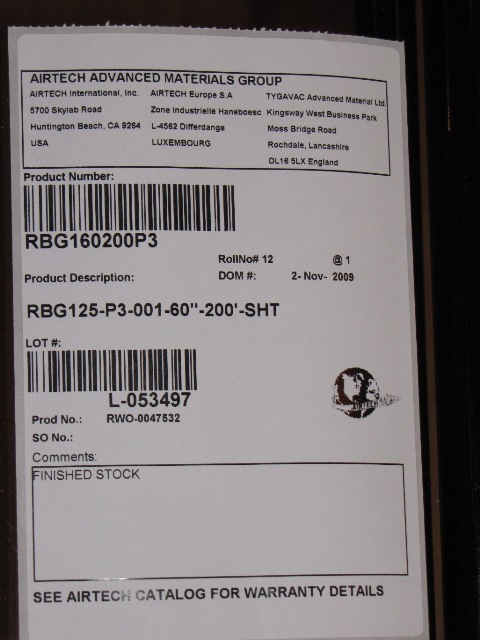 AIRTECH ADVANCED MATERIALS GROUP
AIRTECH International, Inc. AIRTECH Europe S.A TYGAVAC Advanced Material Ltd.
5700 Skylab Road Zone Industrielle Haneboesc Kingsway West Business Park
Huntington Beach, CA 9264 L-4562 Differdange Moss Bridge Road
USA LUXEMBOURG Rochdale, Lancashire
OL16 5LX England
Product Number:
RBG160200P3
RollNo# 12 @ 1
Product Description: DOM #: 2- Nov- 2009
RBG125-P3-001-60"-200'-SHT
LOT #:
L-053497
Prod No.: RWO-0047532
SO No.:
AIRTECH
Comments:
FINISHED STOCK
SEE AIRTECH CATALOG FOR WARRANTY DETAILS